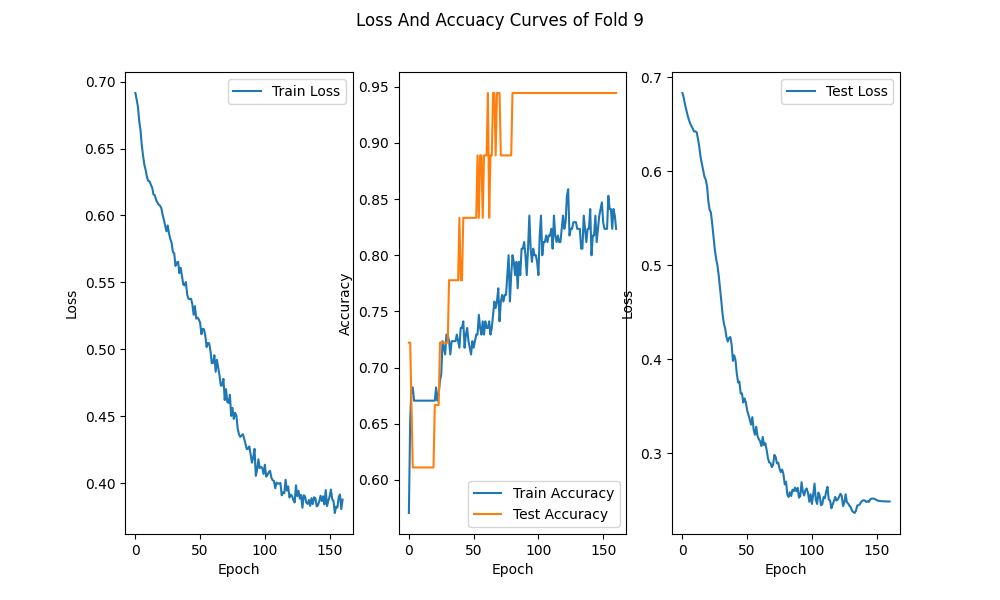 Loss And Accuacy Curves of Fold 9
Train Loss
0.70
0.65
0.60
0.55
0.50
0.45
0.40
Loss
0 50 100 150
Epoch
0.95
0.90
0.85
0.80
0.75
0.70
0.65
0.60
Accuracy
Train Accuracy
Test Accuracy
0 50 100 150
Epoch
Test Loss
0.7
0.6
0.5
0.4
0.3
Loss
0 50 100 150
Epoch